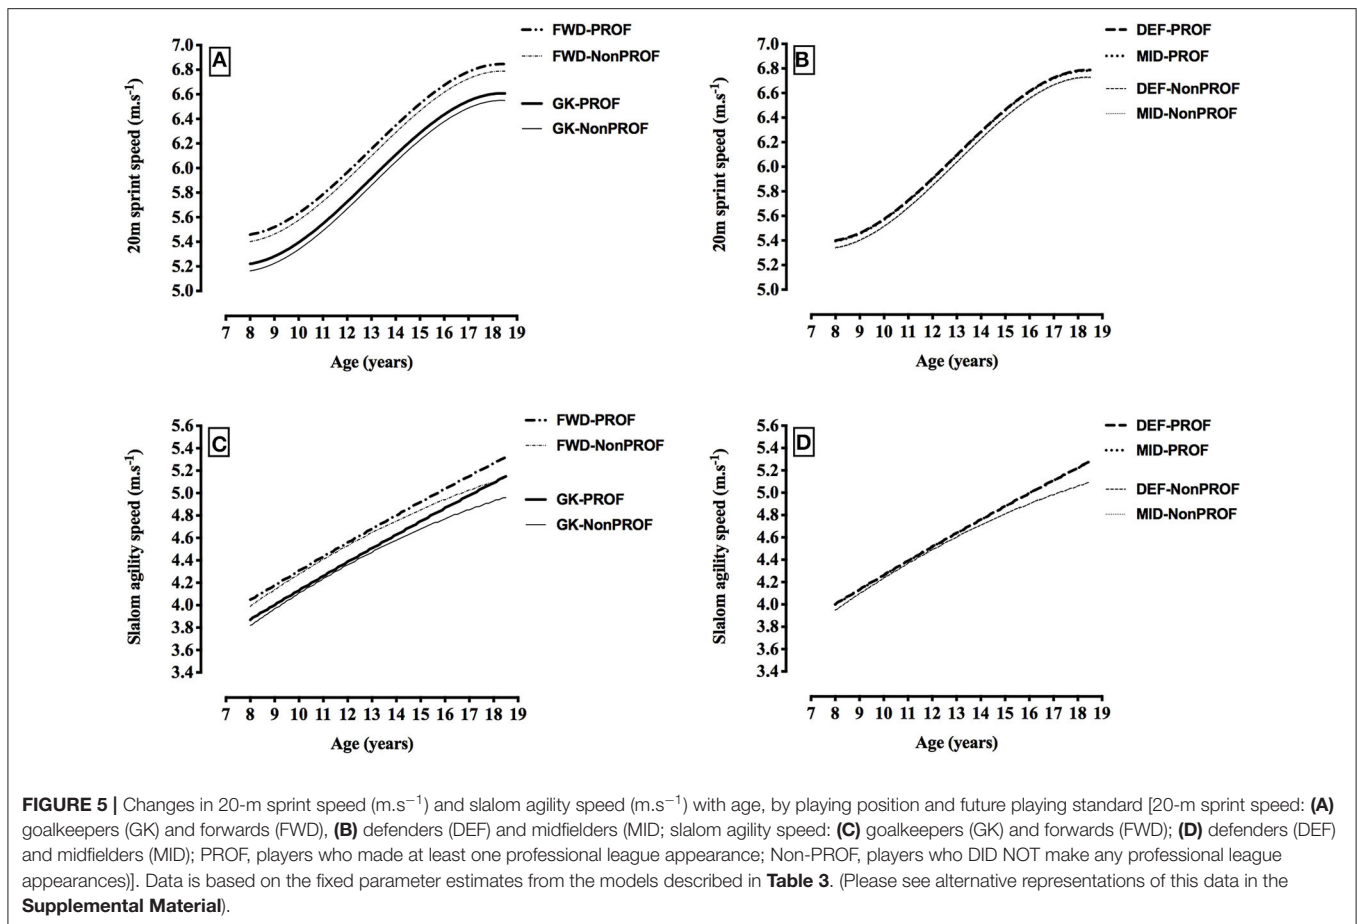 A
7.0
6.8
6.6
6.4
6.2
6.0
5.8
5.6
5.4
5.2
5.0
20m sprint speed (m.s-1)
7 8 9 10 11 12 13 14 15 16 17 18 19
Age (years)
FWD-PROF
FWD-NonPROF
GK-PROF
GK-NonPROF
B
7.0
6.8
6.6
6.4
6.2
6.0
5.8
5.6
5.4
5.2
5.0
20m sprint speed (m.s-1)
7 8 9 10 11 12 13 14 15 16 17 18 19
Age (years)
DEF-PROF
MID-PROF
DEF-NonPROF
MID-NonPROF
C
5.6
5.4
5.2
5.0
4.8
4.6
4.4
4.2
4.0
3.8
3.6
3.4
Slalom agility speed (m.s-1)
7 8 9 10 11 12 13 14 15 16 17 18 19
Age (years)
FWD-PROF
FWD-NonPROF
GK-PROF
GK-NonPROF
D
5.6
5.4
5.2
5.0
4.8
4.6
4.4
4.2
4.0
3.8
3.6
3.4
Slalom agility speed (m.s-1)
7 8 9 10 11 12 13 14 15 16 17 18 19
Age (years)
DEF-PROF
MID-PROF
DEF-NonPROF
MID-NonPROF
FIGURE 5 | Changes in 20-m sprint speed (m.s−1) and slalom agility speed (m.s−1) with age, by playing position and future playing standard [20-m sprint speed: (A)
goalkeepers (GK) and forwards (FWD), (B) defenders (DEF) and midfielders (MID; slalom agility speed: (C) goalkeepers (GK) and forwards (FWD); (D) defenders (DEF)
and midfielders (MID); PROF, players who made at least one professional league appearance; Non-PROF, players who DID NOT make any professional league
appearances)]. Data is based on the fixed parameter estimates from the models described in Table 3. (Please see alternative representations of this data in the
Supplemental Material).